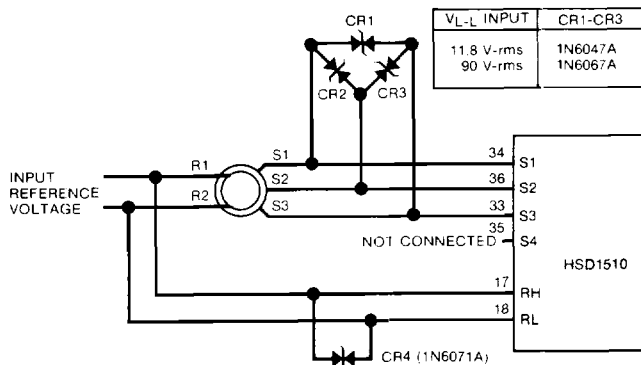 VL-L INPUT CR1-CR3
11.8 V-rms 1N6047A
90 V-rms 1N6067A
CR1
CR2 CR3
INPUT
REFERENCE
VOLTAGE
R1
R2
S1
S2
S3
34 S1
36 S2
33 S3
35 S4
NOT CONNECTED
HSD1510
17 RH
18 RL
CR4 (1N6071A)